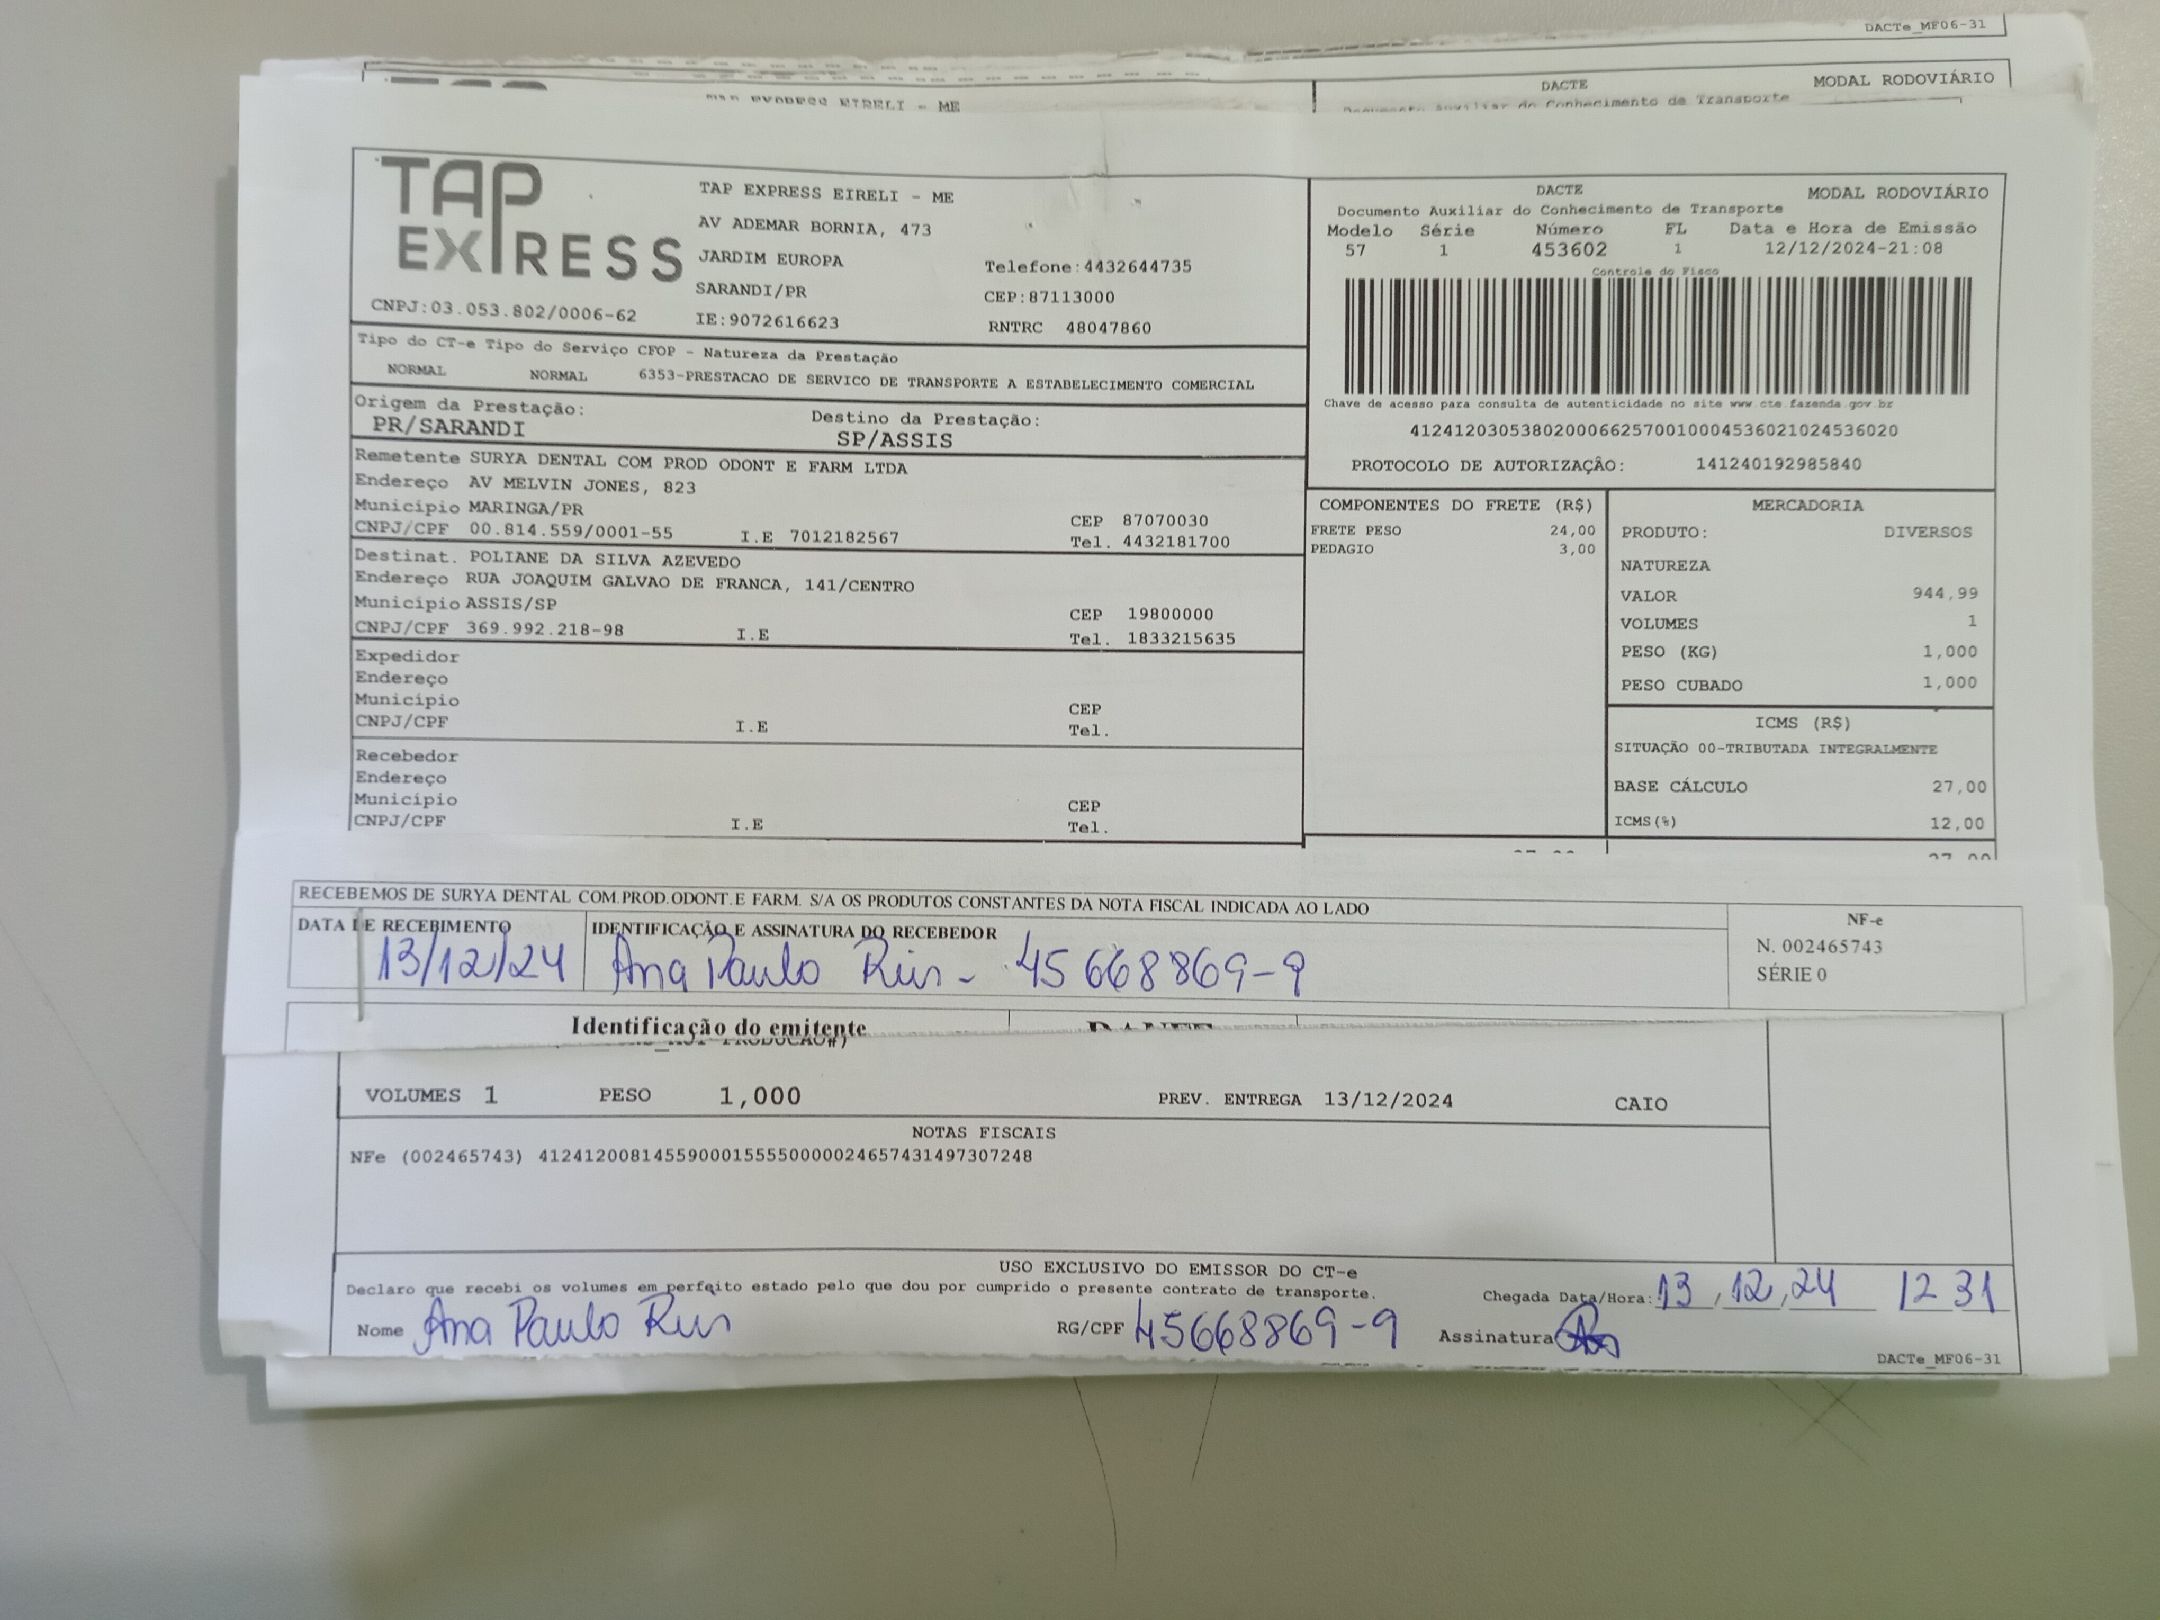 DACTe_MF06-31
DACTE MODAL RODOVIÁRIO
TAP EXPRESS EIRELI - ME Documento Auxiliar do Conhecimento de Transporte
TAP EXPRESS
TAP EXPRESS EIRELI - ME
AV ADEMAR BORNIA, 473
JARDIM EUROPA Telefone:4432644735
SARANDI/PR CEP:87113000
CNPJ:03.053.802/0006-62 IE:9072616623 RNTRC 48047860
DACTE MODAL RODOVIÁRIO
Documento Auxiliar do Conhecimento de Transporte
Modelo Série Número FL Data e Hora de Emissão
57 1 453602 1 12/12/2024-21:08
Controle do Fisco
Chave de acesso para consulta de autenticidade no site www.cte.fazenda.gov.br
41241203053802000662570010004536021024536020
PROTOCOLO DE AUTORIZAÇÃO: 141240192985840
Tipo do CT-e Tipo do Serviço CFOP - Natureza da Prestação
NORMAL NORMAL 6353-PRESTACAO DE SERVICO DE TRANSPORTE A ESTABELECIMENTO COMERCIAL
Origem da Prestação: Destino da Prestação:
PR/SARANDI SP/ASSIS
Remetente SURYA DENTAL COM PROD ODONT E FARM LTDA
Endereço AV MELVIN JONES, 823
Município MARINGA/PR CEP 87070030
CNPJ/CPF 00.814.559/0001-55 I.E 7012182567 Tel. 4432181700
Destinat. POLIANE DA SILVA AZEVEDO
Endereço RUA JOAQUIM GALVAO DE FRANCA, 141/CENTRO
Município ASSIS/SP CEP 19800000
CNPJ/CPF 369.992.218-98 I.E Tel. 1833215635
Expedidor
Endereço
Município CEP
CNPJ/CPF I.E Tel.
Recebedor
Endereço
Município CEP
CNPJ/CPF I.E Tel.
COMPONENTES DO FRETE (R$)
FRETE PESO 24,00
PEDAGIO 3,00
MERCADORIA
PRODUTO: DIVERSOS
NATUREZA
VALOR 944,99
VOLUMES 1
PESO (KG) 1,000
PESO CUBADO 1,000
ICMS (R$)
SITUAÇÃO 00-TRIBUTADA INTEGRALMENTE
BASE CÁLCULO 27,00
ICMS(%) 12,00
RECEBEMOS DE SURYA DENTAL COM.PROD.ODONT.E FARM. S/A OS PRODUTOS CONSTANTES DA NOTA FISCAL INDICADA AO LADO
DATA DE RECEBIMENTO IDENTIFICAÇÃO E ASSINATURA DO RECEBEDOR
13/12/24 Ana Paulo Rus - 45668869-9
NF-e
N. 002465743
SÉRIE 0
Identificação do emitente
VOLUMES 1 PESO 1,000 PREV. ENTREGA 13/12/2024 CAIO
NOTAS FISCAIS
NFe (002465743) 41241200814559000155550000024657431497307248
USO EXCLUSIVO DO EMISSOR DO CT-e
Declaro que recebi os volumes em perfeito estado pelo que dou por cumprido o presente contrato de transporte. Chegada Data/Hora: 13,12,24 12 31
Nome Ana Paulo Rus RG/CPF 45668869-9 Assinatura
DACTe_MF06-31